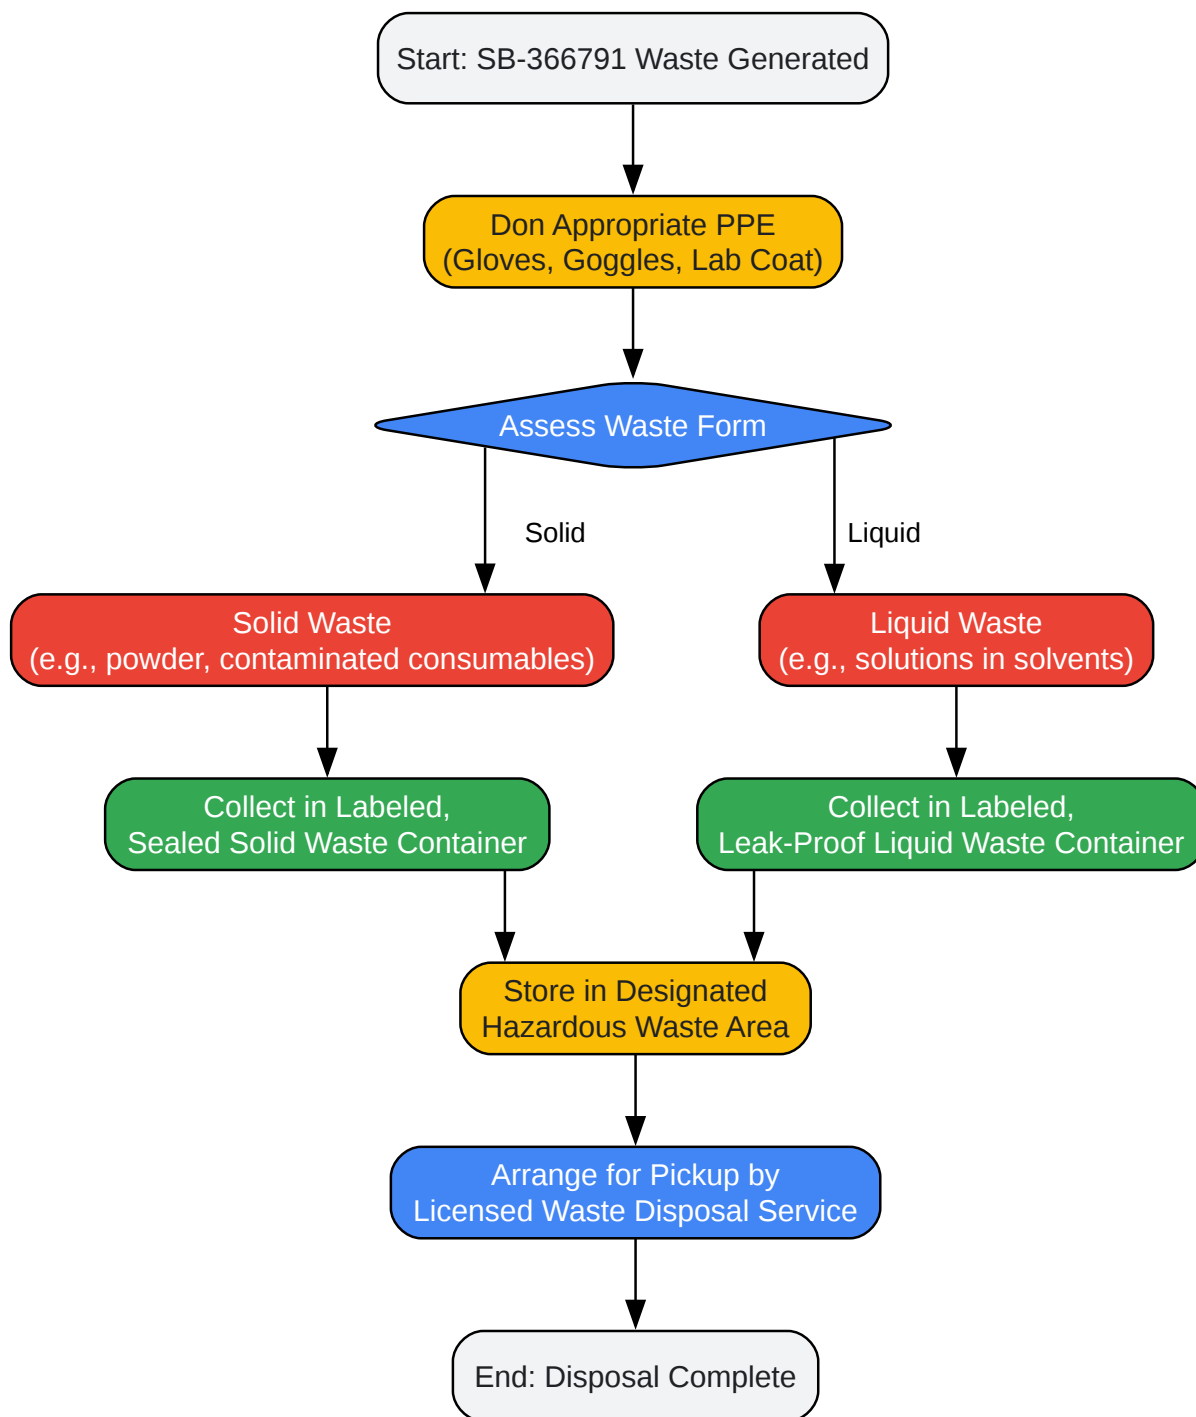 Start: SB-366791 Waste Generated
Don Appropriate PPE
(Gloves, Goggles, Lab Coat)
Assess Waste Form
Solid
Liquid
Solid Waste
(e.g., powder, contaminated consumables)
Liquid Waste
(e.g., solutions in solvents)
Collect in Labeled,
Sealed Solid Waste Container
Collect in Labeled,
Leak-Proof Liquid Waste Container
Store in Designated
Hazardous Waste Area
Arrange for Pickup by
Licensed Waste Disposal Service
End: Disposal Complete